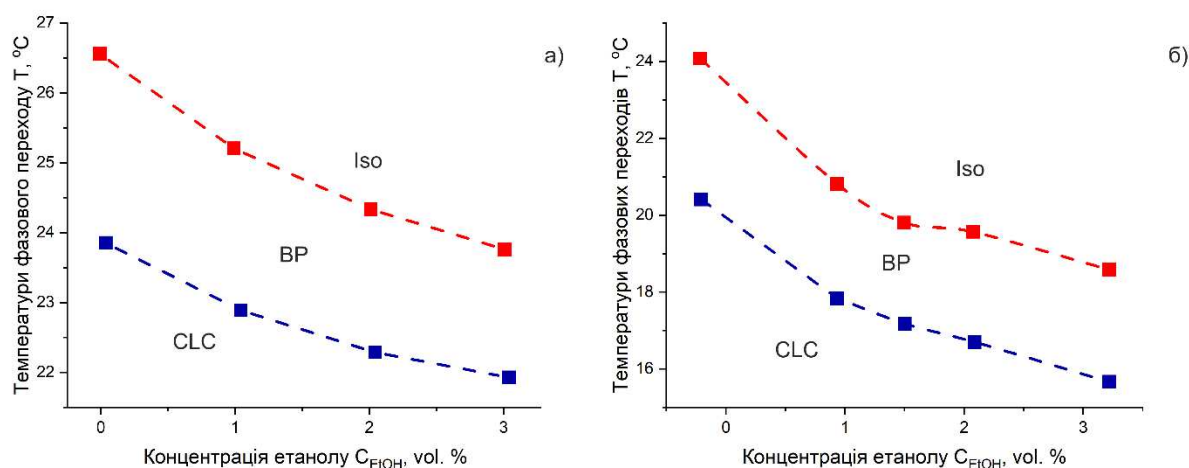 Температури фазового переходу T, °C
27
26
25
24
23
22
0
1
2
3
Iso
BP
CLC
а)
Концентрація етанолу C_EtOH, vol. %
Температури фазових переходів T, °C
24
22
20
18
16
0
1
2
3
Iso
BP
CLC
б)
Концентрація етанолу C_EtOH, vol. %